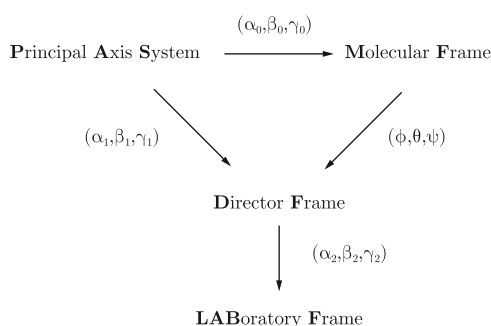 (α₀,β₀,γ₀)
Principal Axis System
Molecular Frame
(α₁,β₁,γ₁)
(ϕ,θ,ψ)
Director Frame
(α₂,β₂,γ₂)
LABoratory Frame